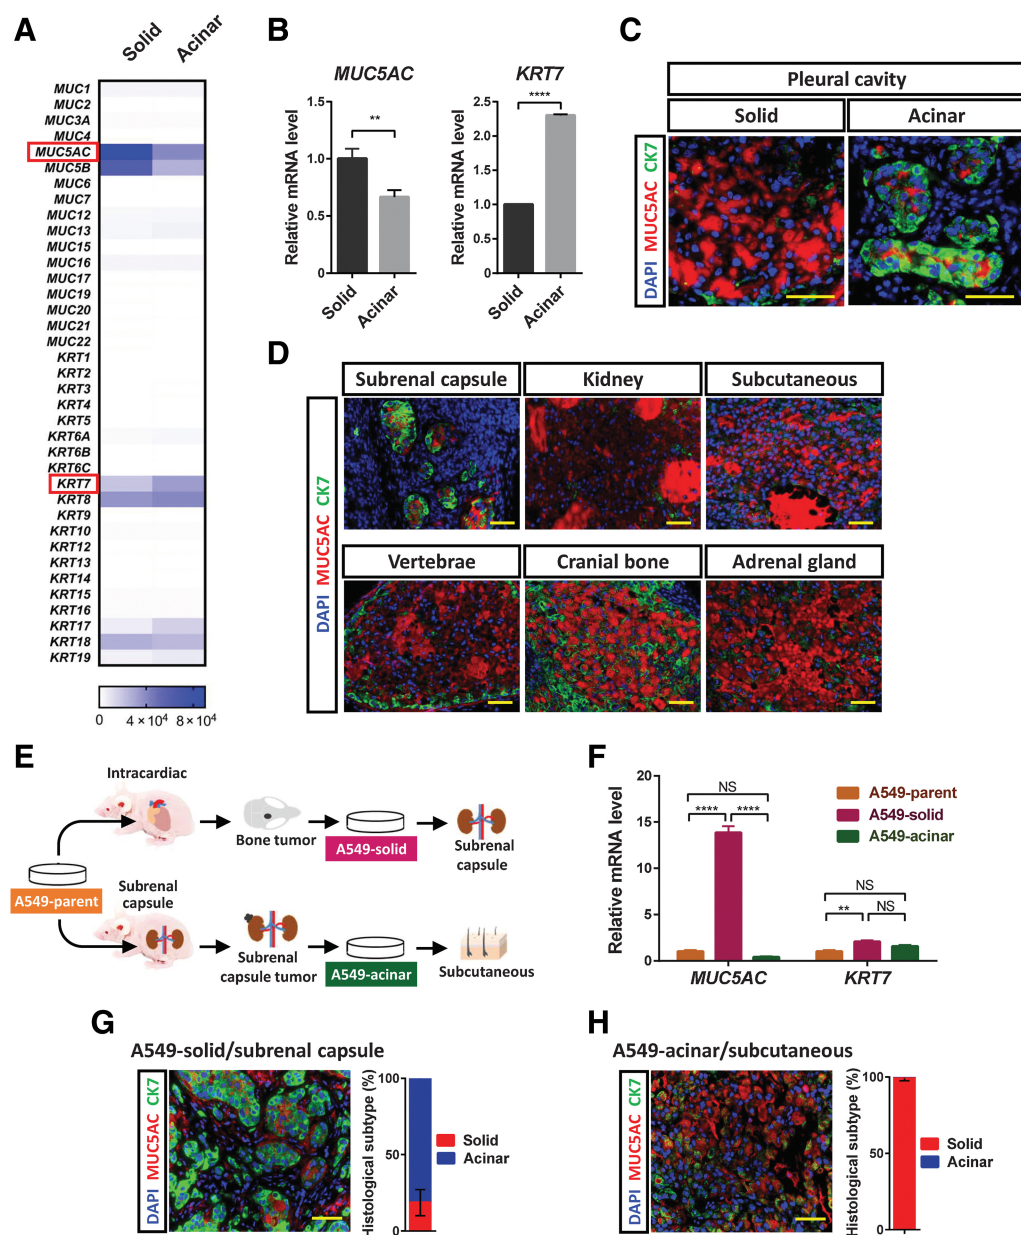 A
Solid
Acinar
MUC1
MUC2
MUC3A
MUC4
MUC5AC
MUC5B
MUC6
MUC7
MUC12
MUC13
MUC15
MUC16
MUC17
MUC19
MUC20
MUC21
MUC22
KRT1
KRT2
KRT3
KRT4
KRT5
KRT6A
KRT6B
KRT6C
KRT7
KRT8
KRT9
KRT10
KRT12
KRT13
KRT14
KRT15
KRT16
KRT17
KRT18
KRT19
0 4 × 10⁴ 8 × 10⁴
B
MUC5AC
Relative mRNA level
1.5
1.0
0.5
0
**
Solid
Acinar
KRT7
Relative mRNA level
2.5
2.0
1.5
1.0
0.5
0
****
Solid
Acinar
C
Pleural cavity
Solid
Acinar
DAPI MUC5AC CK7
D
Subrenal capsule
Kidney
Subcutaneous
DAPI MUC5AC CK7
Vertebrae
Cranial bone
Adrenal gland
E
Intracardiac
A549-parent
Bone tumor
A549-solid
Subrenal
capsule
Subrenal
capsule
Subrenal
capsule tumor
A549-acinar
Subcutaneous
F
Relative mRNA level
20
15
10
5
0
NS
**** ****
NS
** NS
MUC5AC
KRT7
A549-parent
A549-solid
A549-acinar
G
A549-solid/subrenal capsule
DAPI MUC5AC CK7
Histological subtype (%)
100
50
0
Solid
Acinar
H
A549-acinar/subcutaneous
DAPI MUC5AC CK7
Histological subtype (%)
100
50
0
Solid
Acinar